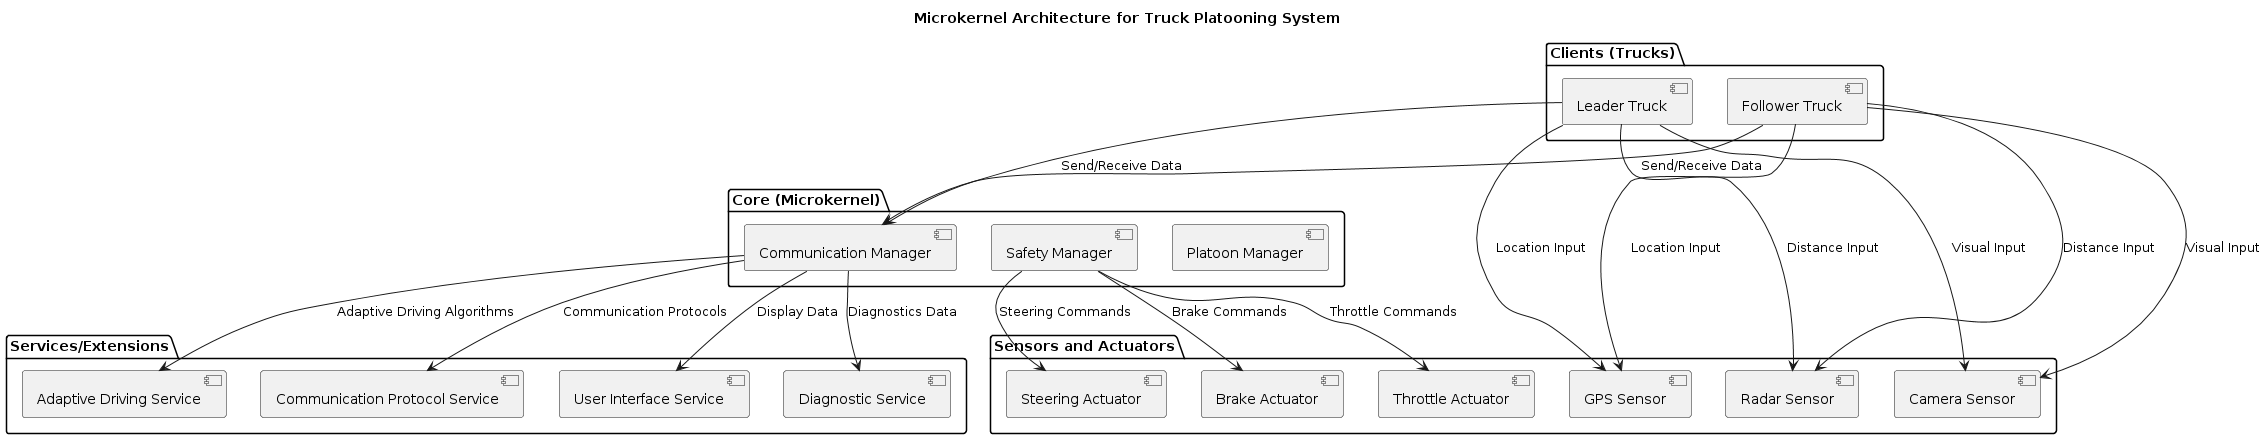 Microkernel Architecture for Truck Platooning System
Clients (Trucks)
Leader Truck
Follower Truck
Send/Receive Data
Send/Receive Data
Core (Microkernel)
Communication Manager
Safety Manager
Platoon Manager
Location Input
Location Input
Distance Input
Visual Input
Distance Input
Visual Input
Adaptive Driving Algorithms
Communication Protocols
Display Data
Diagnostics Data
Steering Commands
Brake Commands
Throttle Commands
Services/Extensions
Adaptive Driving Service
Communication Protocol Service
User Interface Service
Diagnostic Service
Sensors and Actuators
Steering Actuator
Brake Actuator
Throttle Actuator
GPS Sensor
Radar Sensor
Camera Sensor